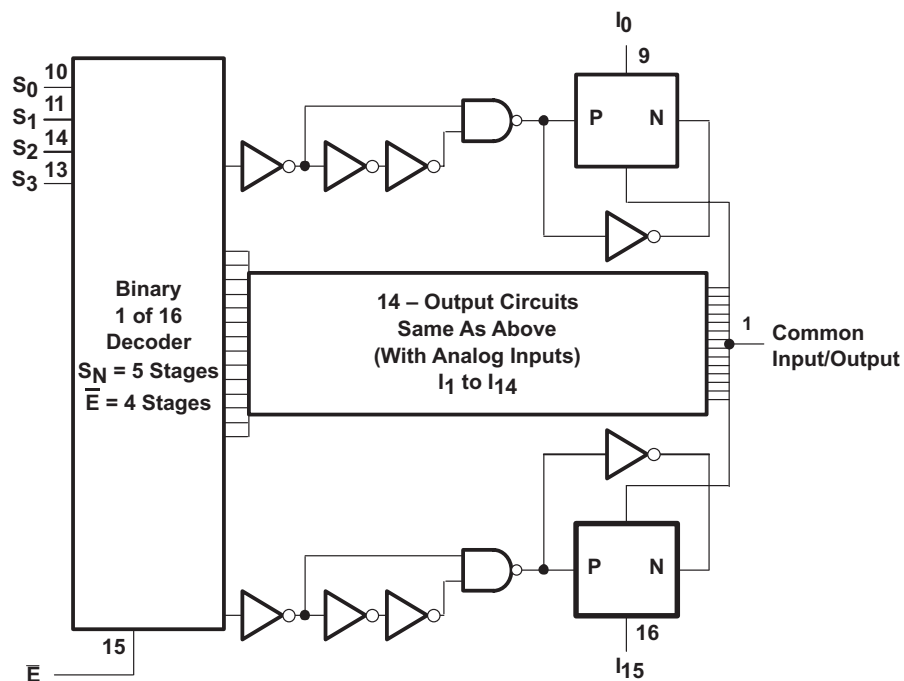 I0
9
10
S0
11
S1
14
S2
13
S3
P N
Binary
1 of 16
Decoder
SN = 5 Stages
E̅ = 4 Stages
14 – Output Circuits
Same As Above
(With Analog Inputs)
I1 to I14
1
Common
Input/Output
P N
15
E̅
16
I15